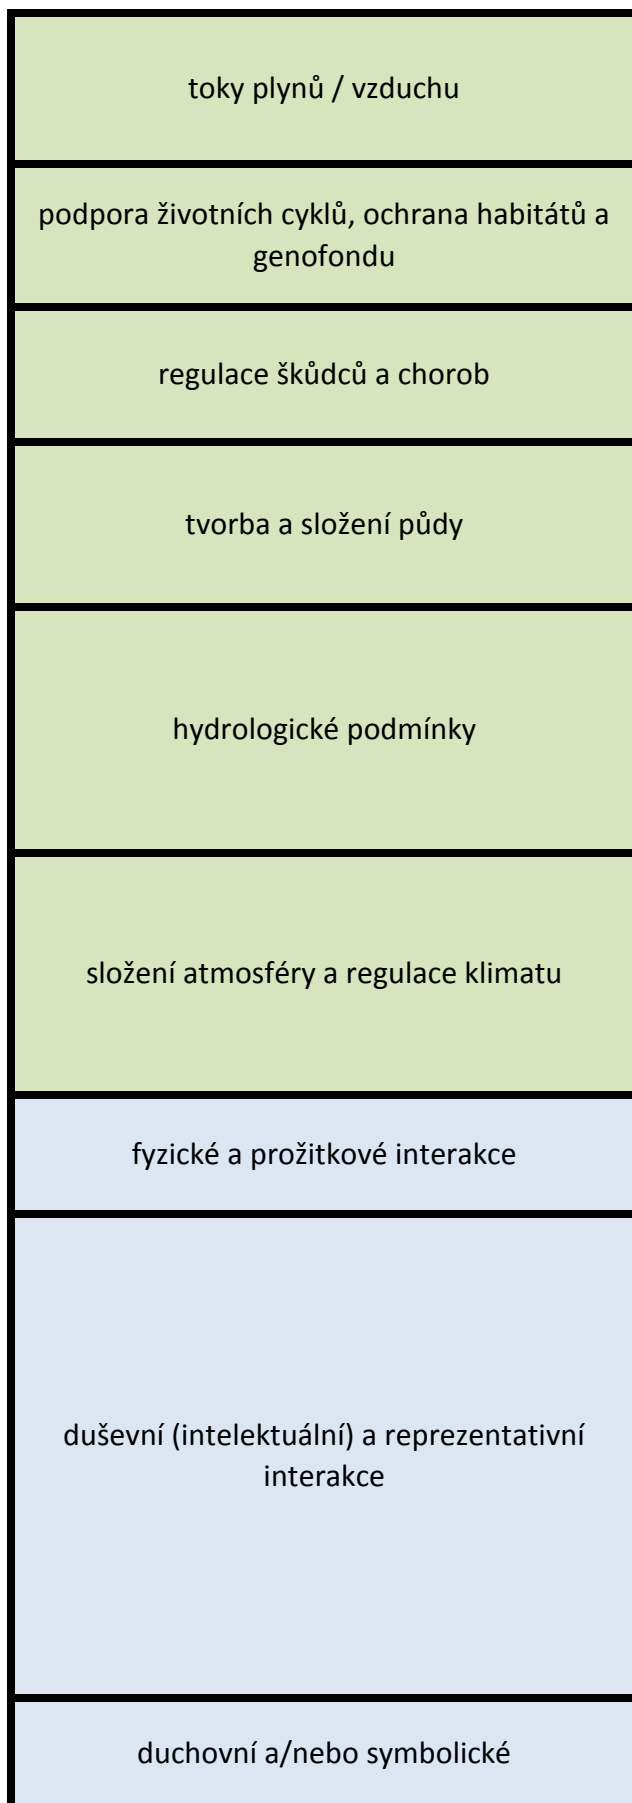 toky plynů / vzduchu
podpora životních cyklů, ochrana habitátů a
genofondu
regulace škůdců a chorob
tvorba a složení půdy
hydrologické podmínky
složení atmosféry a regulace klimatu
fyzické a prožitkové interakce
duševní (intelektuální) a reprezentativní
interakce
duchovní a/nebo symbolické